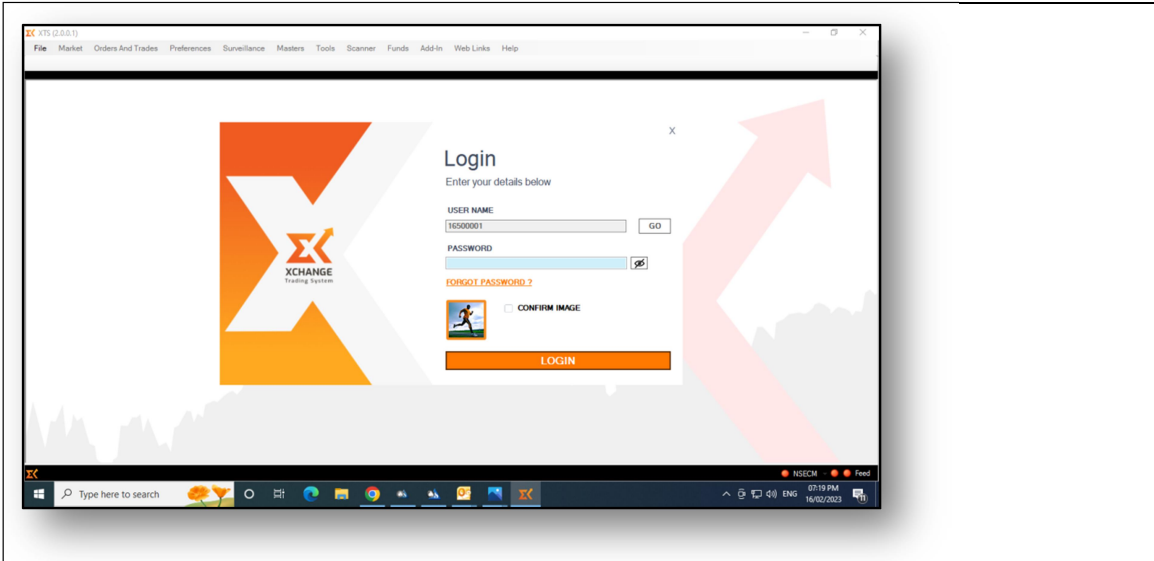 XTS (2.0.0.1)
File Market Orders And Trades Preferences Surveillance Masters Tools Scanner Funds Add-In Web Links Help
X
Login
Enter your details below
USER NAME
16500001 GO
PASSWORD
FORGOT PASSWORD ?
CONFIRM IMAGE
LOGIN
XCHANGE
Trading System
NSECM - Feed
Type here to search
ENG
07:19 PM
16/02/2023